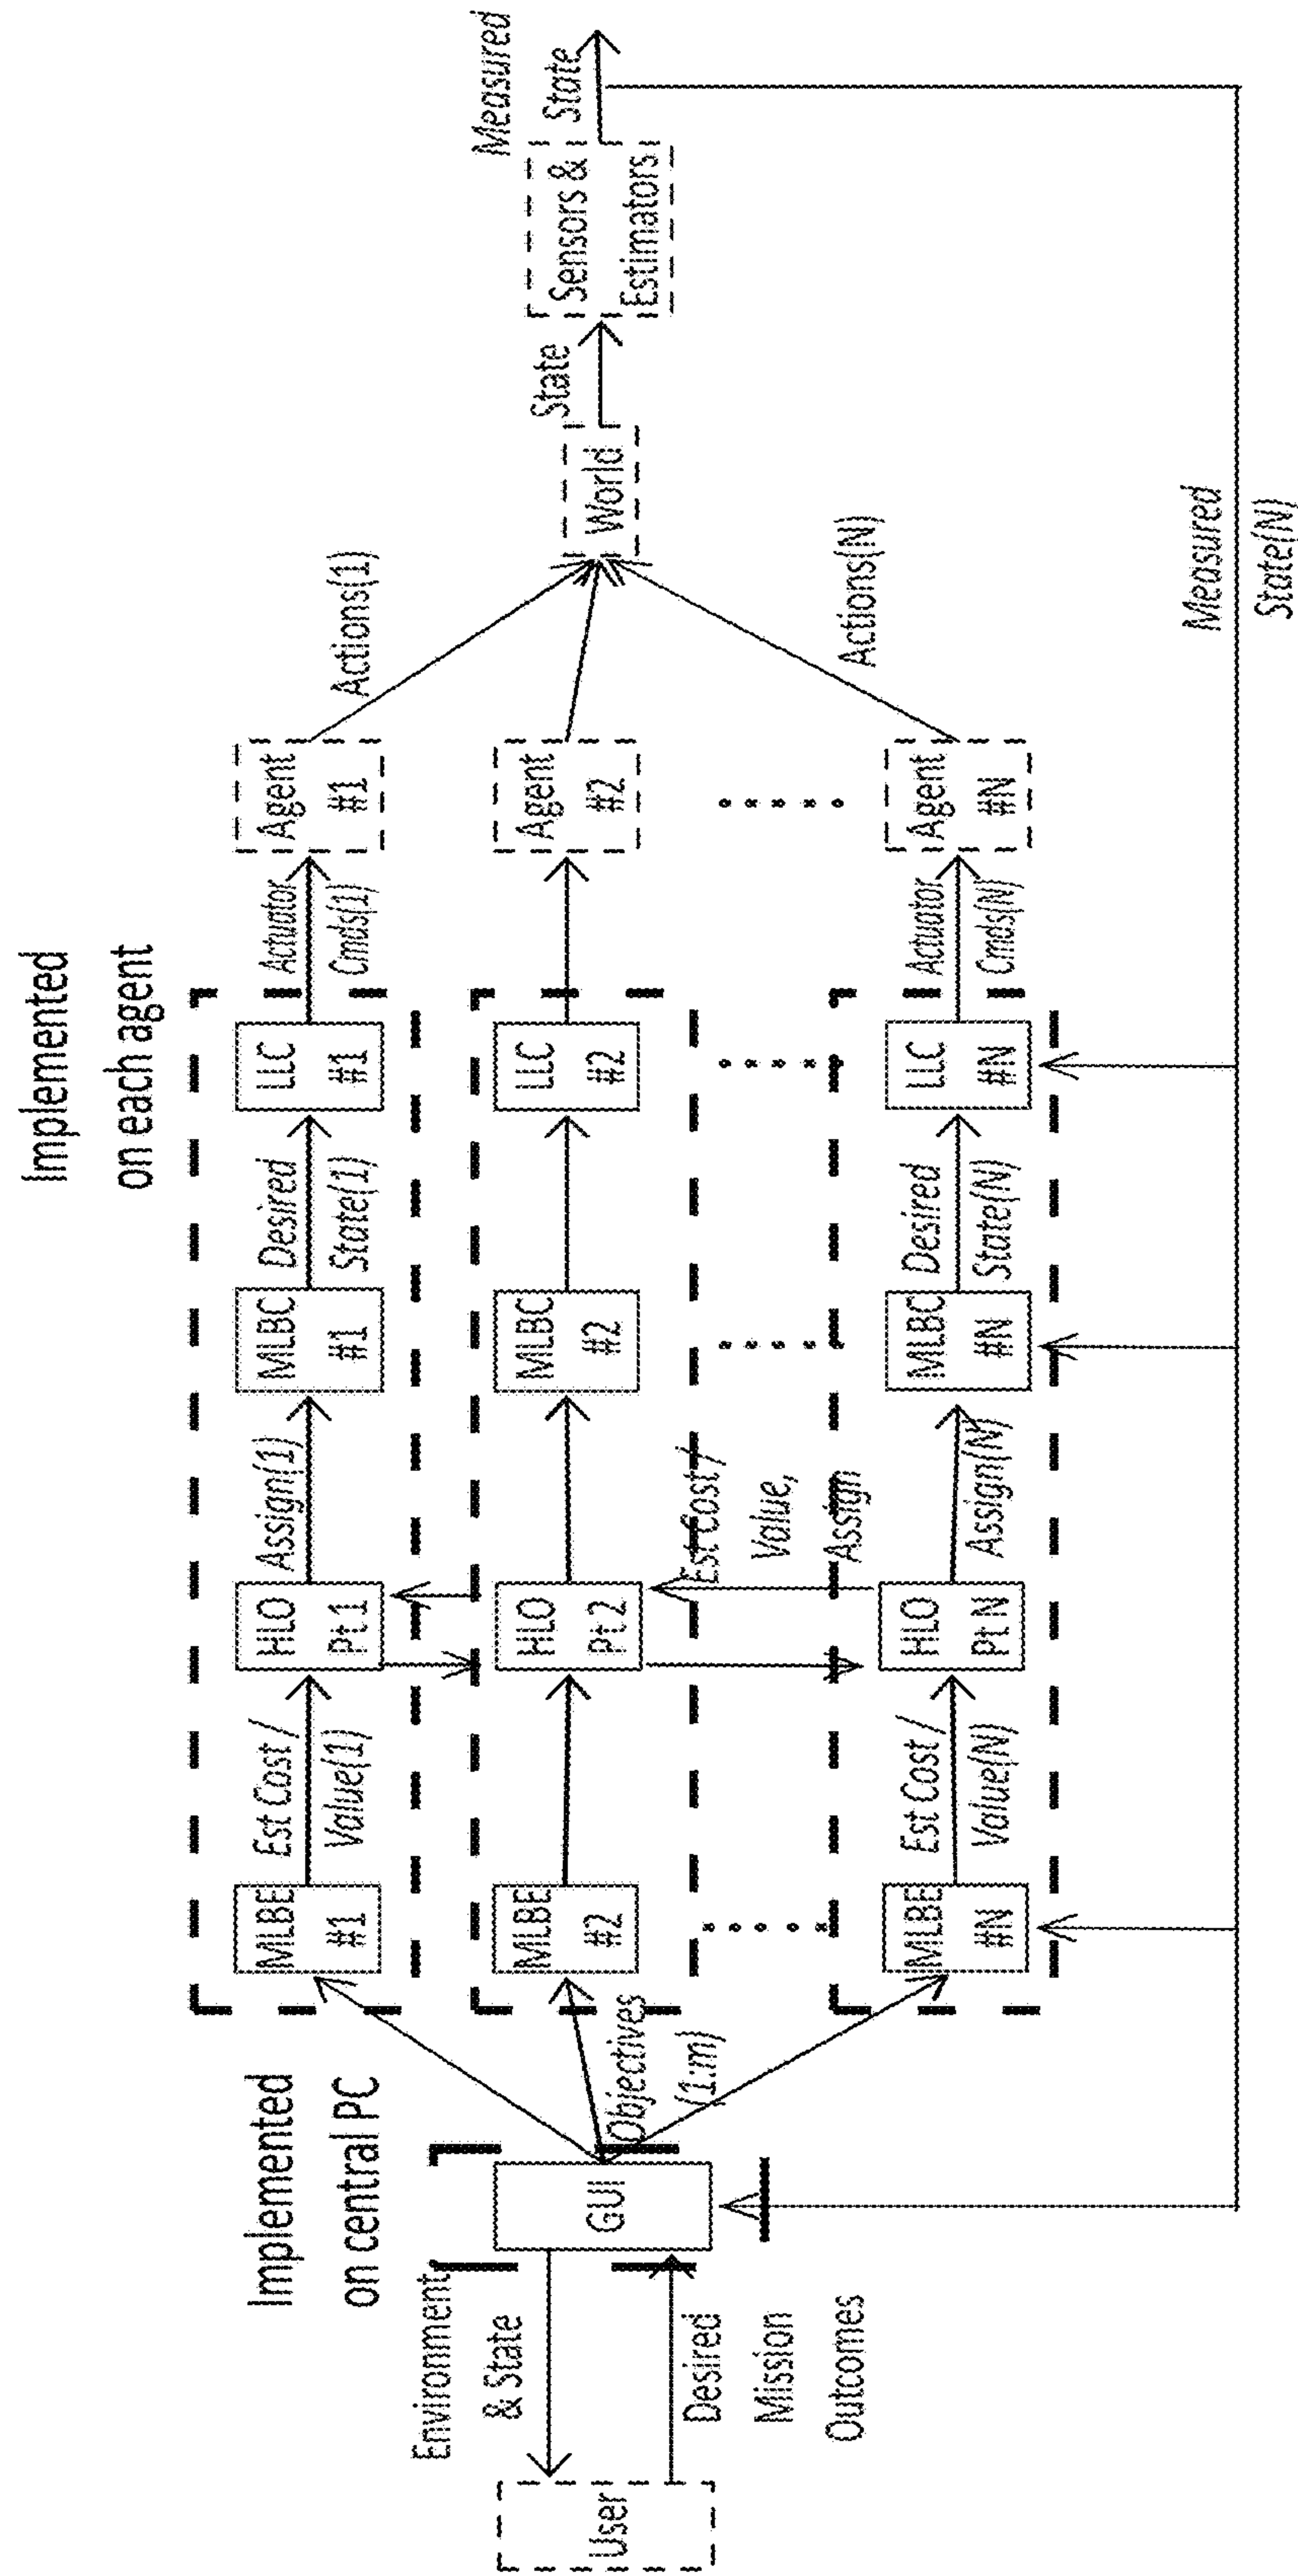 Implemented
on central PC
Implemented
on each agent
User
Environment
& State
Desired
Mission
Outcomes
GUI
Objectives
(1:m)
MLBE
#1
Est Cost /
Value(1)
HLO
Pt 1
Assign(1)
MLBC
#1
Desired
State(1)
LLC
#1
Actuator
Cmds(1)
Agent
#1
Actions(1)
MLBE
#2
HLO
Pt 2
MLBC
#2
LLC
#2
Agent
#2
Est Cost /
Value,
Assign
MLBE
#N
Est Cost /
Value(N)
HLO
Pt N
Assign(N)
MLBC
#N
Desired
State(N)
LLC
#N
Actuator
Cmds(N)
Agent
#N
Actions(N)
World
State
Sensors &
Estimators
Measured
State
Measured
State(N)